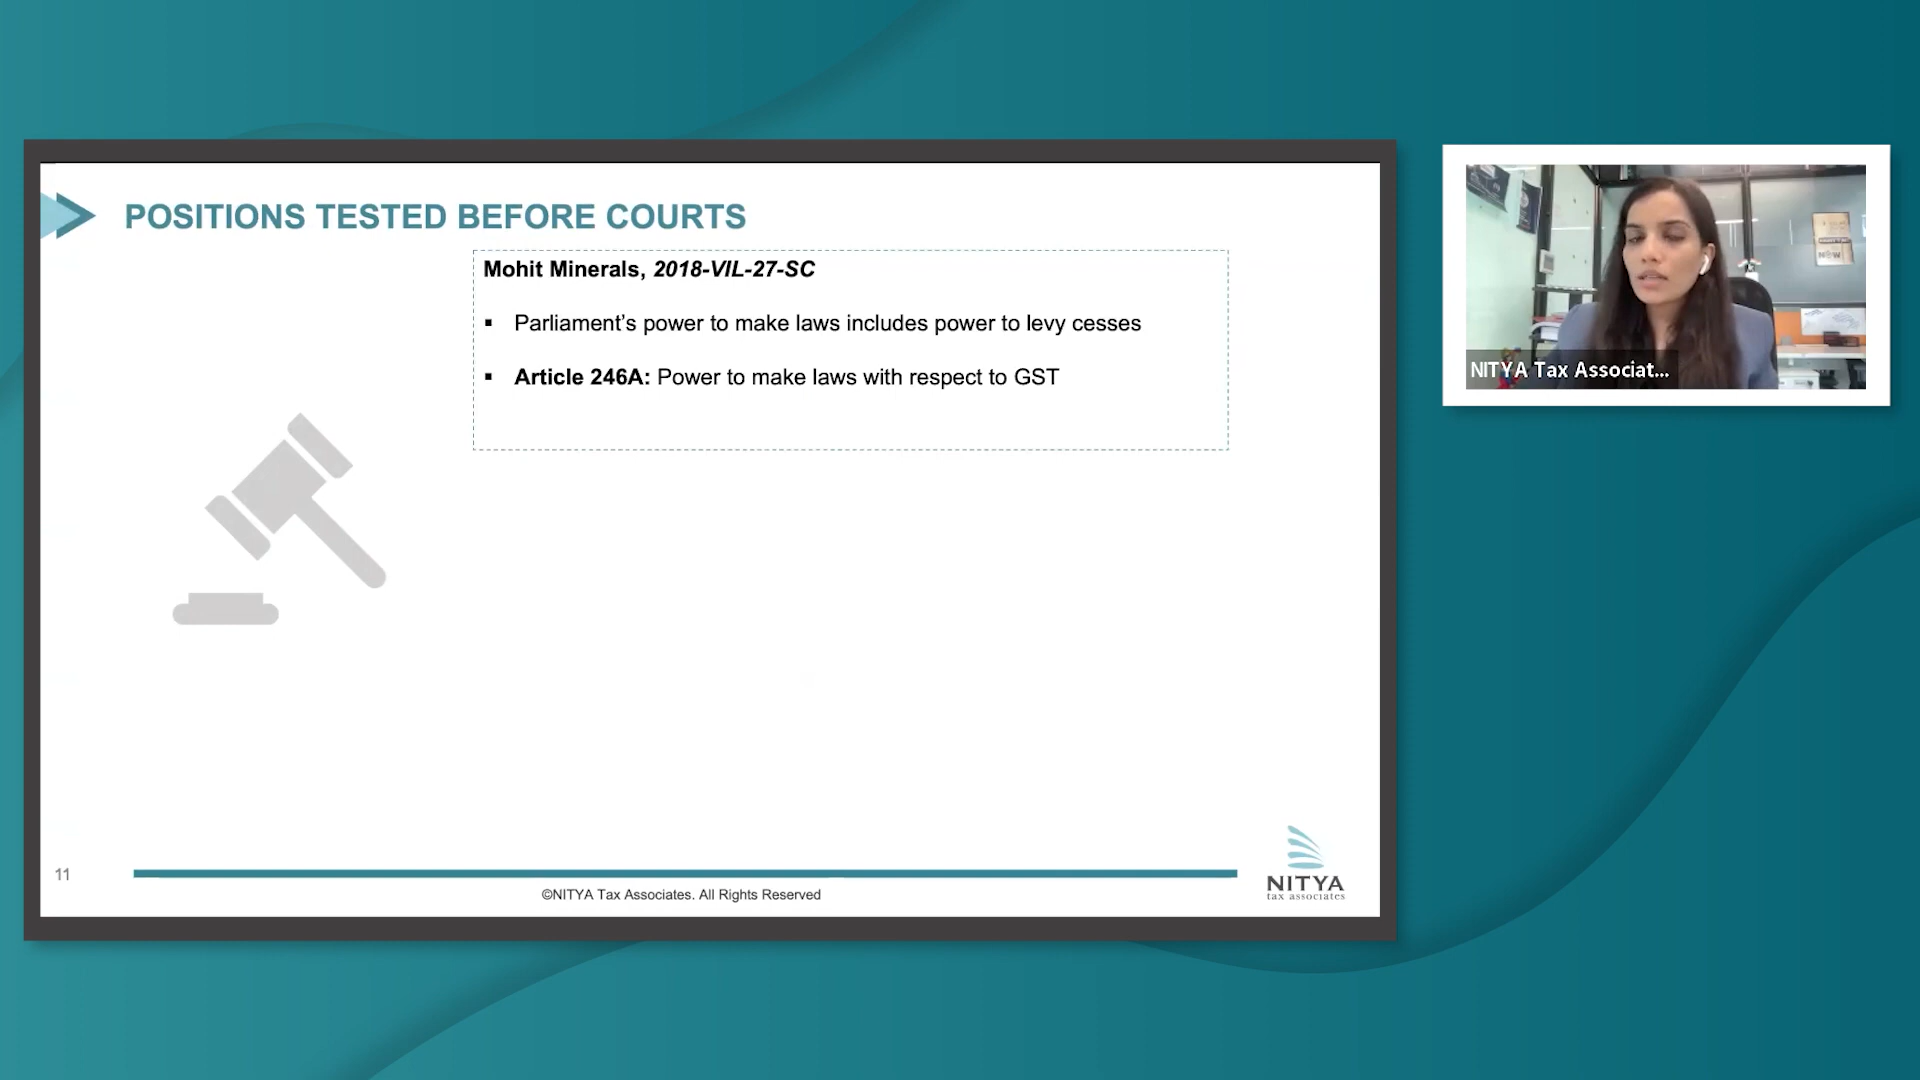 POSITIONS TESTED BEFORE COURTS
Mohit Minerals, 2018-VIL-27-SC
▪ Parliament’s power to make laws includes power to levy cesses
▪ Article 246A: Power to make laws with respect to GST
NITYA Tax Associat...
11
©NITYA Tax Associates. All Rights Reserved
NITYA
tax associates